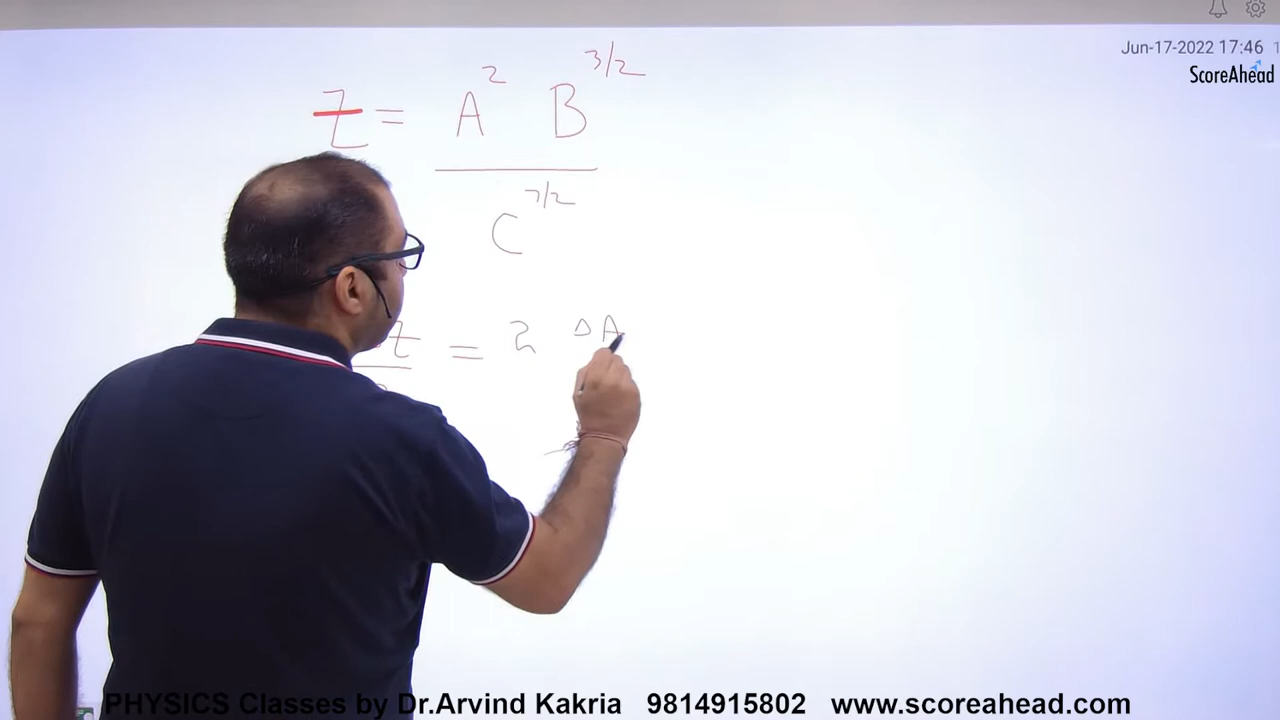 Jun-17-2022 17:46 1
ScoreAhead
Z = A² B^3/2
C^7/2
Z = 2 ΔA
PHYSICS Classes by Dr.Arvind Kakria 9814915802 www.scoreahead.com